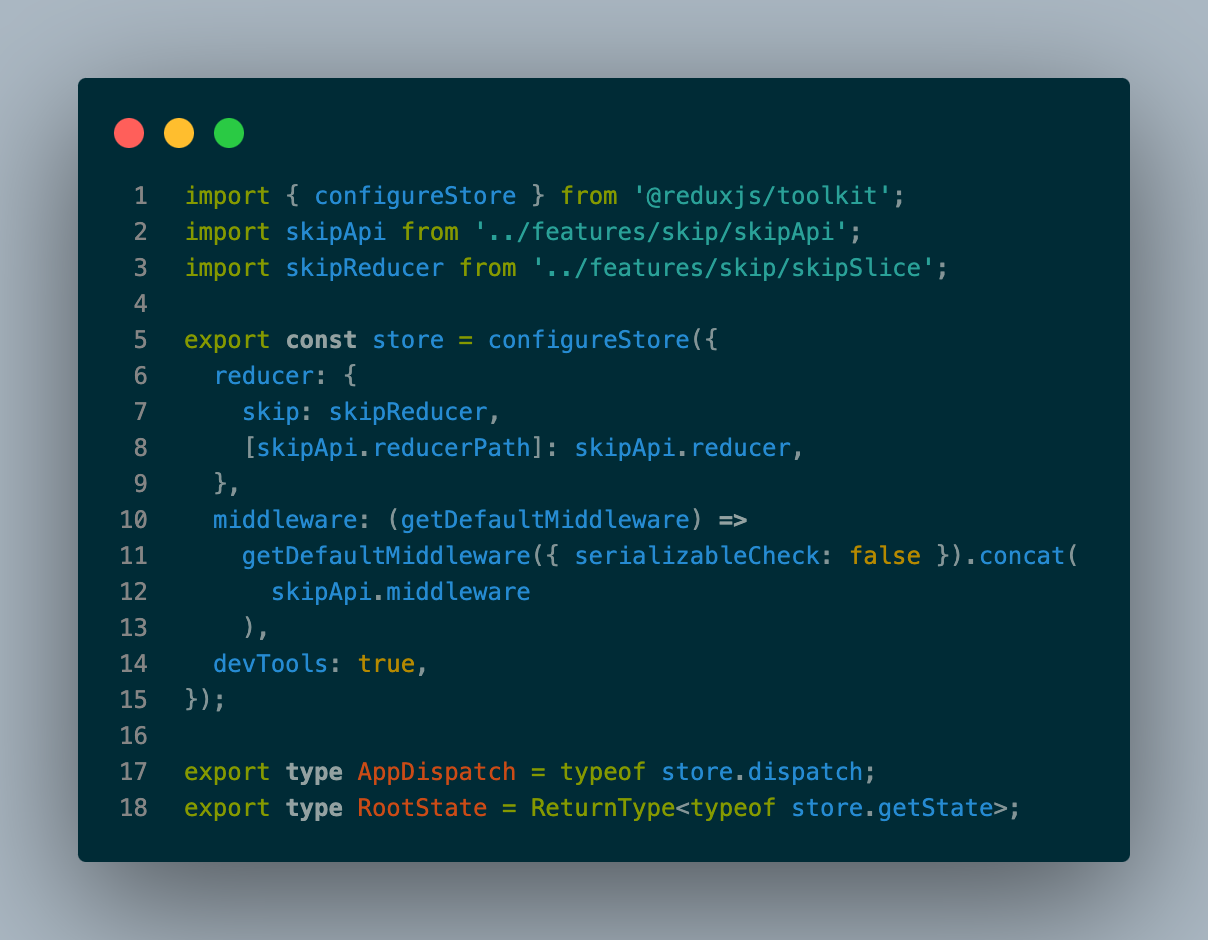 1 import { configureStore } from '@reduxjs/toolkit';
2 import skipApi from '../features/skip/skipApi';
3 import skipReducer from '../features/skip/skipSlice';
4
5 export const store = configureStore({
6   reducer: {
7     skip: skipReducer,
8     [skipApi.reducerPath]: skipApi.reducer,
9   },
10   middleware: (getDefaultMiddleware) =>
11     getDefaultMiddleware({ serializableCheck: false }).concat(
12       skipApi.middleware
13     ),
14   devTools: true,
15 });
16
17 export type AppDispatch = typeof store.dispatch;
18 export type RootState = ReturnType<typeof store.getState>;